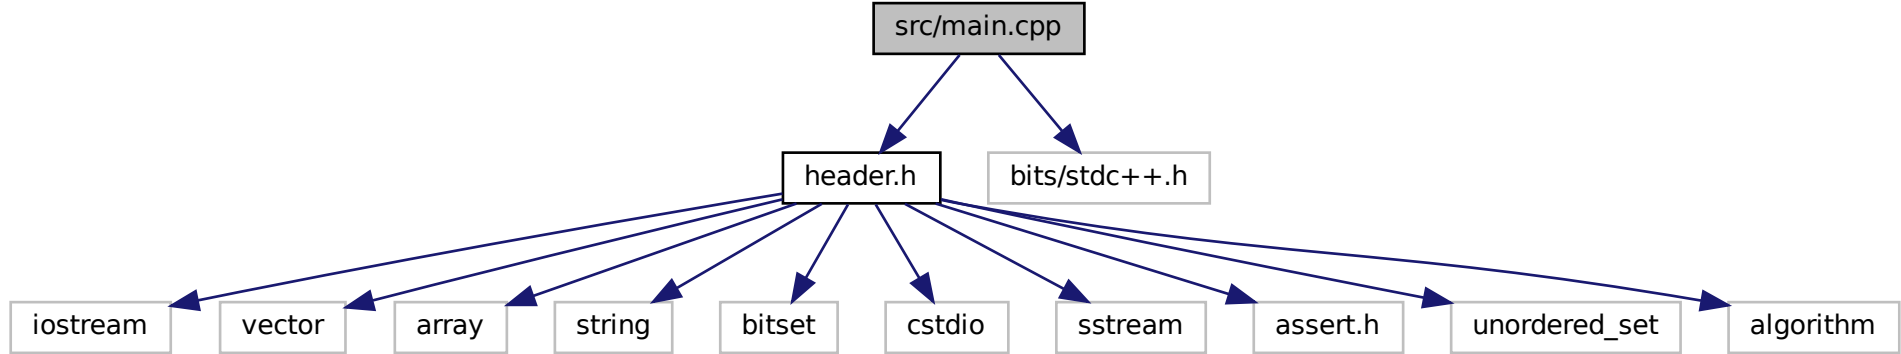 src/main.cpp
header.h
bits/stdc++.h
iostream
vector
array
string
bitset
cstdio
sstream
assert.h
unordered_set
algorithm